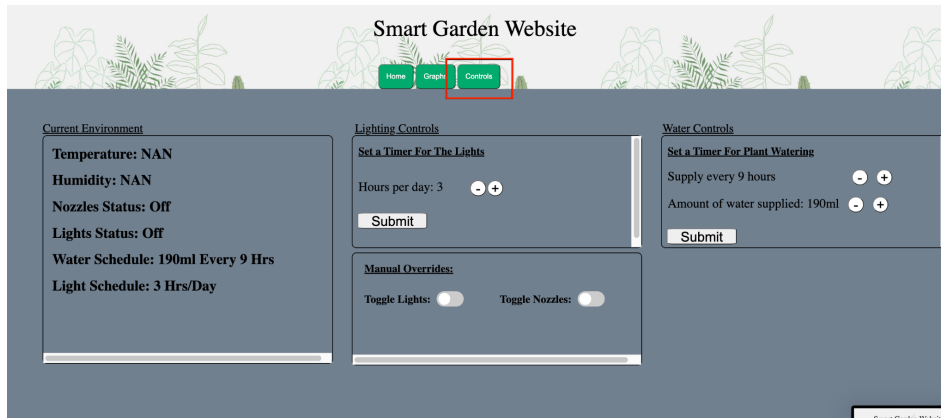 Smart Garden Website
Home Graphs Controls
Current Environment
Temperature: NAN
Humidity: NAN
Nozzles Status: Off
Lights Status: Off
Water Schedule: 190ml Every 9 Hrs
Light Schedule: 3 Hrs/Day
Lighting Controls
Set a Timer For The Lights
Hours per day: 3 - +
Submit
Manual Overrides:
Toggle Lights: Toggle Nozzles:
Water Controls
Set a Timer For Plant Watering
Supply every 9 hours - +
Amount of water supplied: 190ml - +
Submit